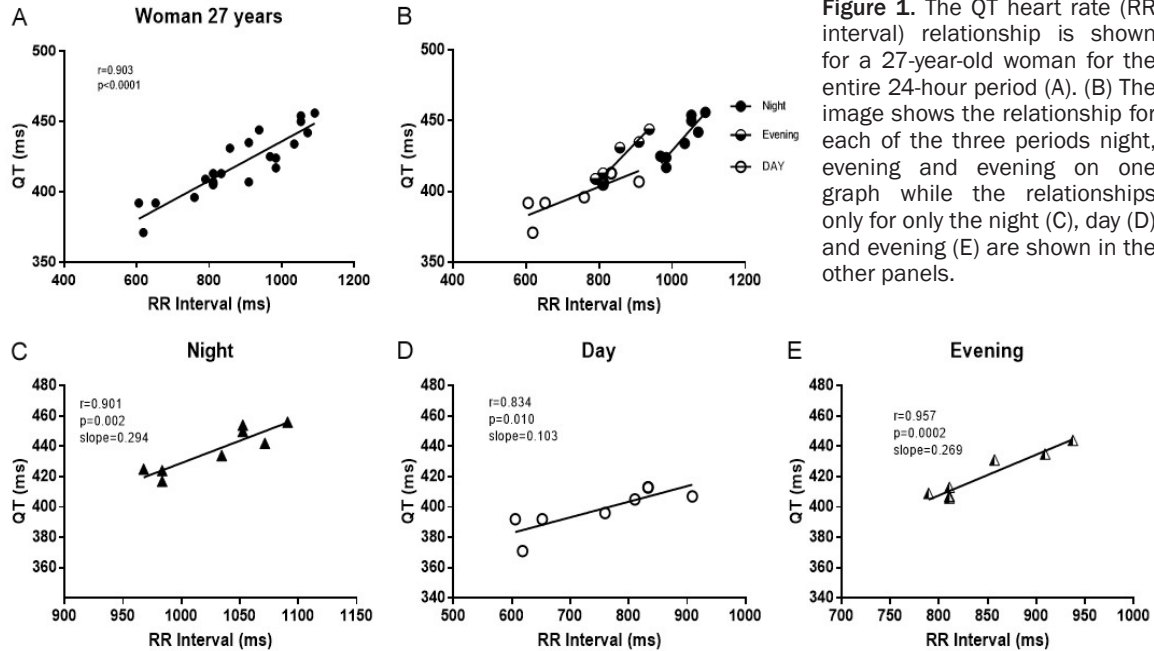 A
Woman 27 years
500
450
400
350
QT (ms)
r=0.903
p<0.0001
400 600 800 1000 1200
RR Interval (ms)
B
500
450
400
350
QT (ms)
Night
Evening
DAY
400 600 800 1000 1200
RR Interval (ms)
Figure 1. The QT heart rate (RR
interval) relationship is shown
for a 27-year-old woman for the
entire 24-hour period (A). (B) The
image shows the relationship for
each of the three periods night,
evening and evening on one
graph while the relationships
only for only the night (C), day (D)
and evening (E) are shown in the
other panels.
C
Night
480
460
440
420
400
360
QT (ms)
r=0.901
p=0.002
slope=0.294
900 950 1000 1050 1100 1150
RR Interval (ms)
D
Day
480
460
440
420
400
380
360
340
QT (ms)
r=0.834
p=0.010
slope=0.103
500 600 700 800 900 1000
RR Interval (ms)
E
Evening
480
460
440
420
400
380
360
340
QT (ms)
r=0.957
p=0.0002
slope=0.269
700 750 800 850 900 950 1000
RR Interval (ms)